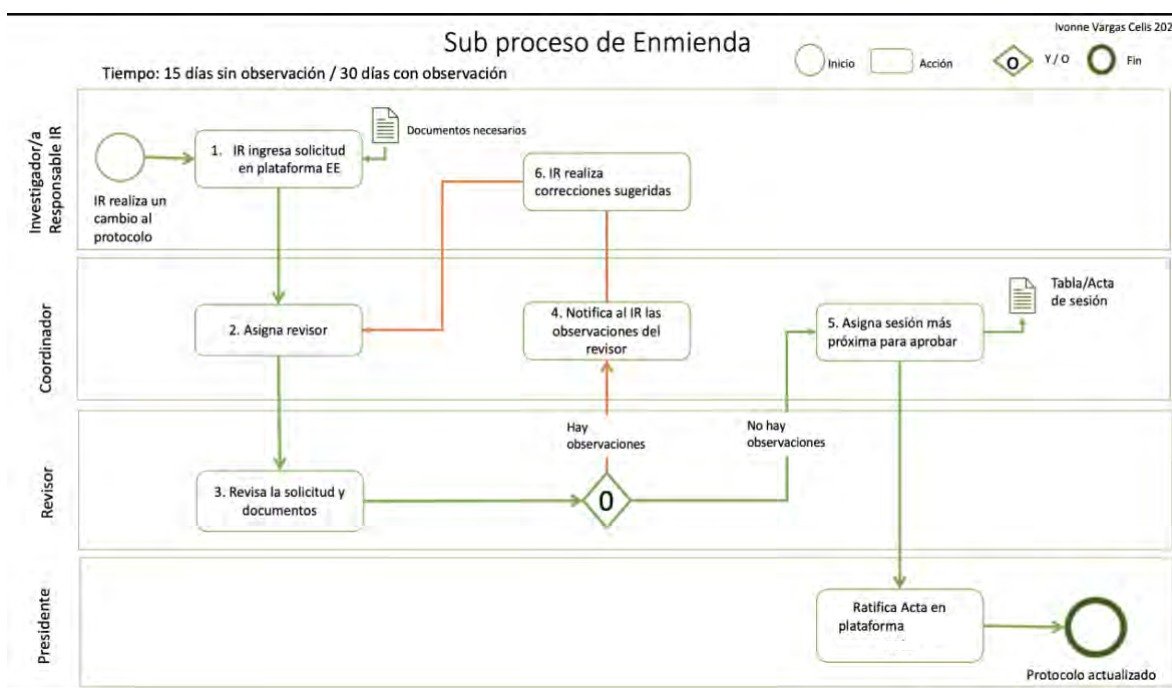 Ivonne Vargas Celis 202
Sub proceso de Enmienda
Inicio
Acción
O
Y / O
Fin
Tiempo: 15 días sin observación / 30 días con observación
Investigador/a
Responsable IR
IR realiza un
cambio al
protocolo
1. IR ingresa solicitud
en plataforma EE
Documentos necesarios
6. IR realiza
correcciones sugeridas
Coordinador
2. Asigna revisor
4. Notifica al IR las
observaciones del
revisor
5. Asigna sesión más
próxima para aprobar
Tabla/Acta
de sesión
Revisor
3. Revisa la solicitud y
documentos
Hay
observaciones
0
No hay
observaciones
Presidente
Ratifica Acta en
plataforma
Protocolo actualizado